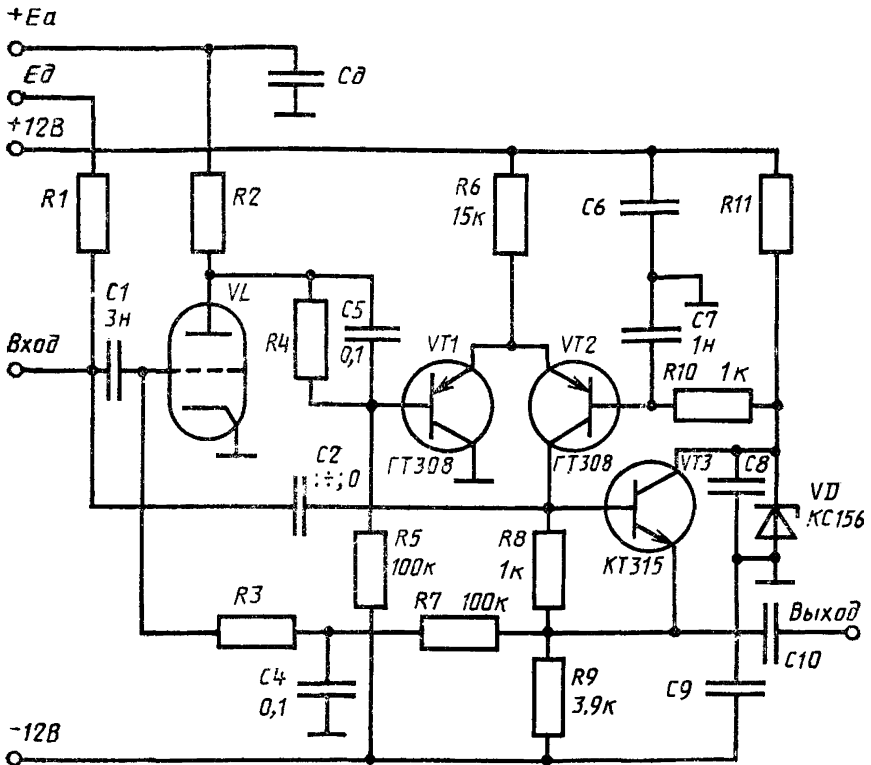 +Eа
Eд
Cд
+12В
R1
R2
R6
15к
C6
R11
C1
3н
VL
C5
0,1
R4
C7
1н
Вход
VT1
VT2
R10 1к
C2
ГТ308
ГТ308
VT3
C8
VD
КС156
R5
100к
R8
1к
КТ315
R3
R7 100к
Выход
C10
C4
0,1
R9
3,9к
C9
-12В